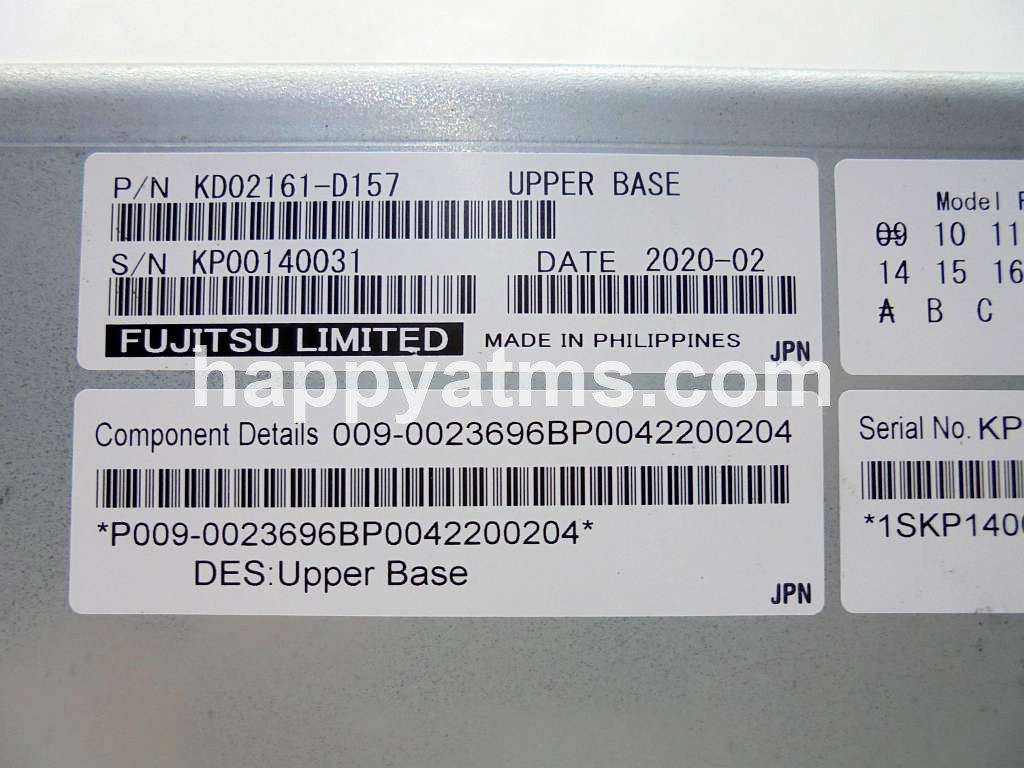 P/N KD02161-D157 UPPER BASE
S/N KP00140031 DATE 2020-02
FUJITSU LIMITED MADE IN PHILIPPINES JPN
Model
09 10 11
14 15 16
A B C
happyatms.com
Component Details 009-0023696BP0042200204
*P009-0023696BP0042200204*
DES:Upper Base
JPN
Serial No. KP
*1SKP140